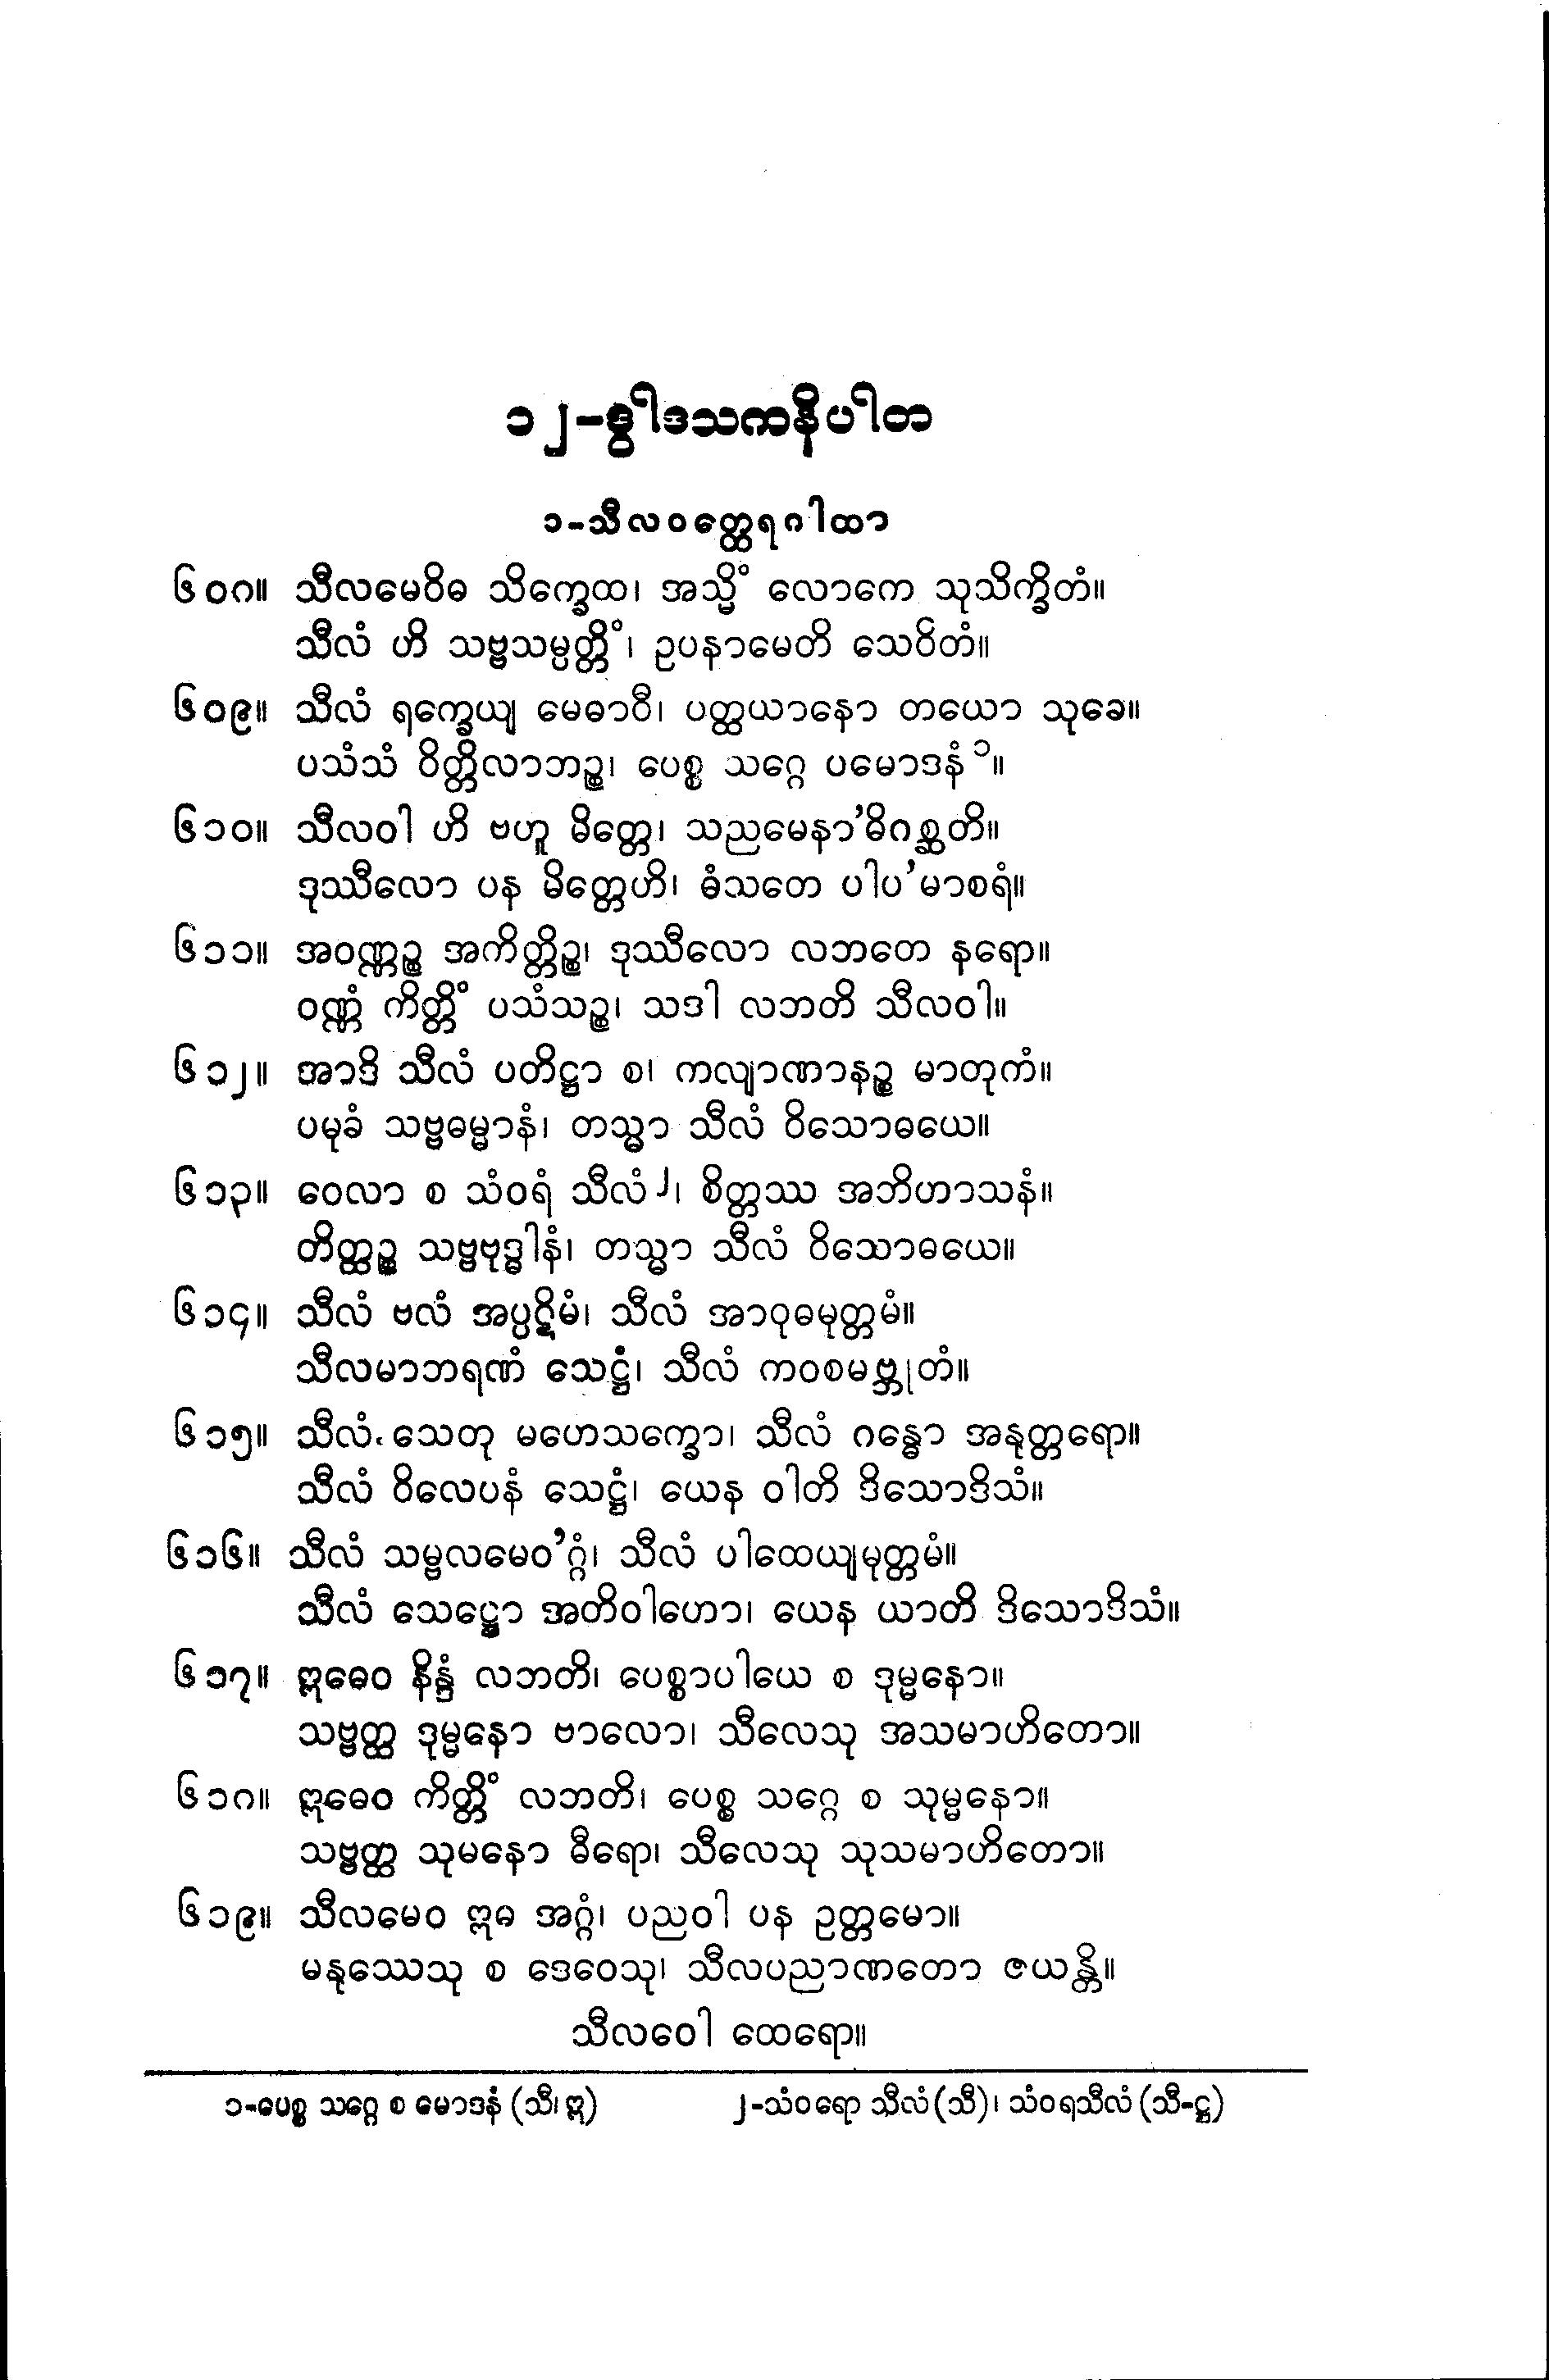 ၁၂-ဒွါဒသကနိပါတ
၁-သီလဝတ္ထေရဂါထာ
၆၀၈။ သီလမေဝိဓ သိက္ခေထ၊ အသ္မိံ လောကေ သုသိက္ခိတံ။
သီလံ ဟိ သဗ္ဗသမ္ပတ္တိံ၊ ဥပနာမေတိ သေဝိတံ။
၆၀၉။ သီလံ ရက္ခေယျ မေဓာဝီ၊ ပတ္ထယာနော တယော သုခေ။
ပသံသံ ဝိတ္တိလာဘဉ္စ၊ ပေစ္စ သဂ္ဂေ ပမောဒနံ ၁။
၆၁၀။ သီလဝါ ဟိ ဗဟူ မိတ္တေ၊ သညမေနာ’ဓိဂစ္ဆတိ။
ဒုဿီလော ပန မိတ္တေဟိ၊ ဓံသတေ ပါပ’မာစရံ။
၆၁၁။ အဝဏ္ဏဉ္စ အကိတ္တိဉ္စ၊ ဒုဿီလော လဘတေ နရော။
ဝဏ္ဏံ ကိတ္တိံ ပသံသဉ္စ၊ သဒါ လဘတိ သီလဝါ။
၆၁၂။ အာဒိ သီလံ ပတိဋ္ဌာ စ၊ ကလျာဏာနဉ္စ မာတုကံ။
ပမုခံ သဗ္ဗဓမ္မာနံ၊ တသ္မာ သီလံ ဝိသောဓယေ။
၆၁၃။ ဝေလာ စ သံဝရံ သီလံ ၂၊ စိတ္တဿ အဘိဟာသနံ။
တိတ္ထဉ္စ သဗ္ဗဗုဒ္ဓါနံ၊ တသ္မာ သီလံ ဝိသောဓယေ။
၆၁၄။ သီလံ ဗလံ အပ္ပဋိမံ၊ သီလံ အာဝုဓမုတ္တမံ။
သီလမာဘရဏံ သေဋ္ဌံ၊ သီလံ ကဝစမဗ္ဘုတံ။
၆၁၅။ သီလံ သေတု မဟေသက္ခော၊ သီလံ ဂန္ဓော အနုတ္တရော။
သီလံ ဝိလေပနံ သေဋ္ဌံ၊ ယေန ဝါတိ ဒိသောဒိသံ။
၆၁၆။ သီလံ သမ္ဗလမေဝ’ဂ္ဂံ၊ သီလံ ပါထေယျမုတ္တမံ။
သီလံ သေဋ္ဌော အတိဝါဟော၊ ယေန ယာတိ ဒိသောဒိသံ။
၆၁၇။ ဣဓေဝ နိန္ဒံ လဘတိ၊ ပေစ္စာပါယေ စ ဒုမ္မနော။
သဗ္ဗတ္ထ ဒုမ္မနော ဗာလော၊ သီလေသု အသမာဟိတော။
၆၁၈။ ဣဓေဝ ကိတ္တိံ လဘတိ၊ ပေစ္စ သဂ္ဂေ စ သုမ္မနော။
သဗ္ဗတ္ထ သုမနော ဓီရော၊ သီလေသု သုသမာဟိတော။
၆၁၉။ သီလမေဝ ဣဓ အဂ္ဂံ၊ ပညဝါ ပန ဥတ္တမော။
မနုဿေသု စ ဒေဝေသု၊ သီလပညာဏတော ဇယန္တိ။
သီလဝေါ ထေရော။
၁-ပေစ္စ သဂ္ဂေ စ မောဒနံ (သီ၊ ဣ) ၂-သံဝရော သီလံ (သီ)၊ သံဝရသီလံ (သီ-ဋ္ဌ)